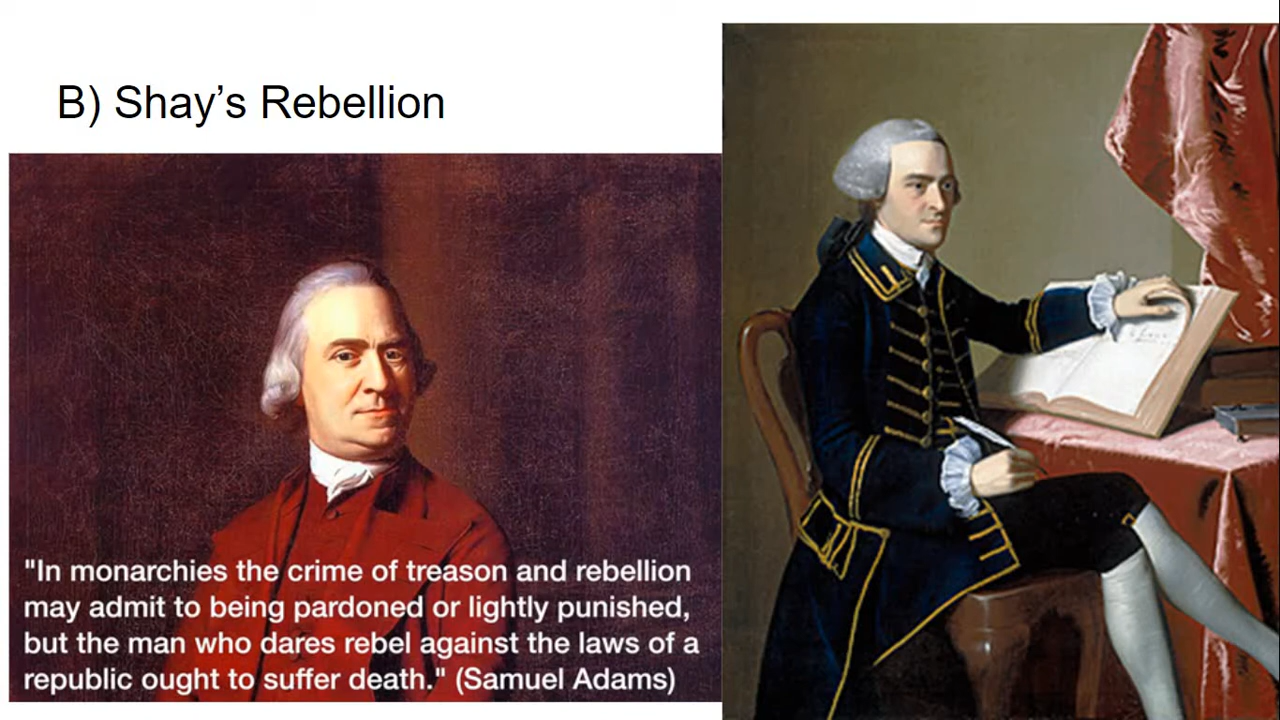 B) Shay’s Rebellion
"In monarchies the crime of treason and rebellion
may admit to being pardoned or lightly punished,
but the man who dares rebel against the laws of a
republic ought to suffer death." (Samuel Adams)